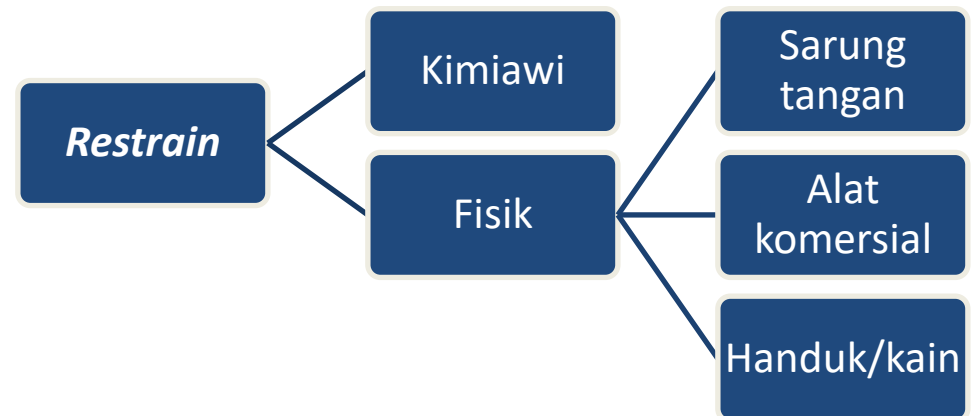 Restrain
Kimiawi
Fisik
Sarung
tangan
Alat
komersial
Handuk/kain